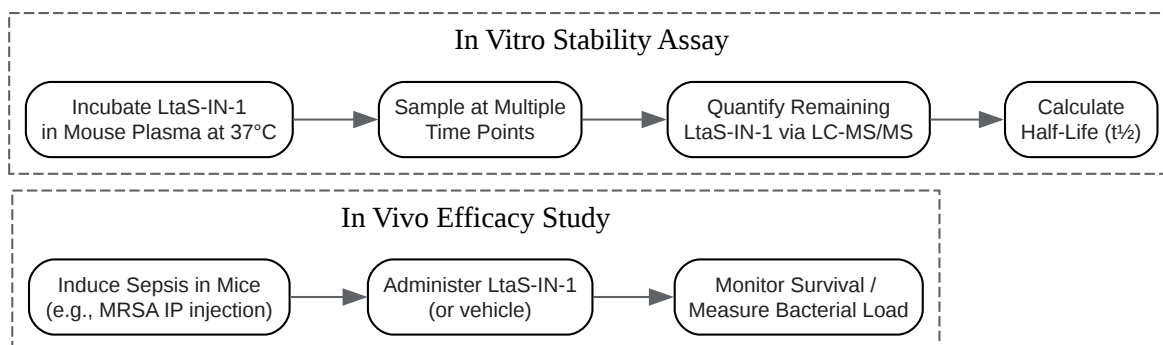 In Vitro Stability Assay
Incubate LtaS-IN-1
in Mouse Plasma at 37°C
Sample at Multiple
Time Points
Quantify Remaining
LtaS-IN-1 via LC-MS/MS
Calculate
Half-Life (t½)
In Vivo Efficacy Study
Induce Sepsis in Mice
(e.g., MRSA IP injection)
Administer LtaS-IN-1
(or vehicle)
Monitor Survival /
Measure Bacterial Load